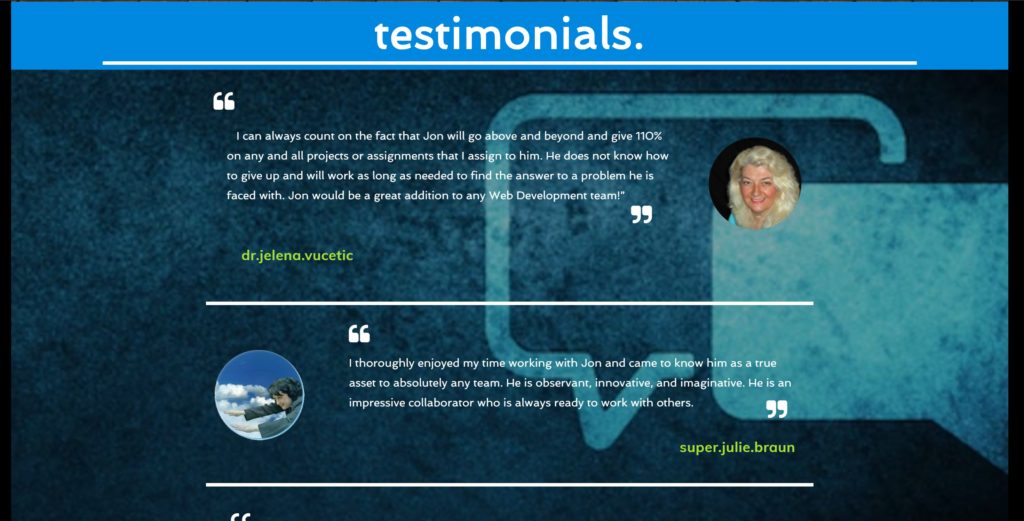 testimonials.
“
I can always count on the fact that Jon will go above and beyond and give 110%
on any and all projects or assignments that I assign to him. He does not know how
to give up and will work as long as needed to find the answer to a problem he is
faced with. Jon would be a great addition to any Web Development team!"
”
dr.jelena.vucetic
“
I thoroughly enjoyed my time working with Jon and came to know him as a true
asset to absolutely any team. He is observant, innovative, and imaginative. He is an
impressive collaborator who is always ready to work with others.
”
super.julie.braun
“